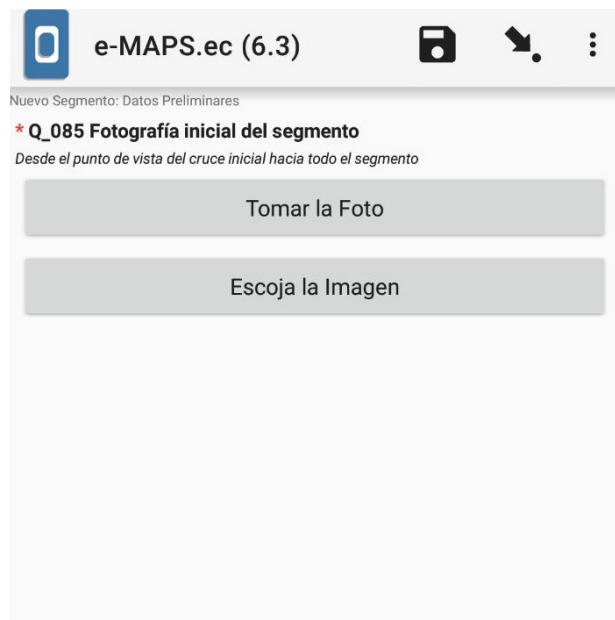 e-MAPS.ec (6.3)
Nuevo Segmento: Datos Preliminares
* Q_085 Fotografía inicial del segmento
Desde el punto de vista del cruce inicial hacia todo el segmento
Tomar la Foto
Escoja la Imagen